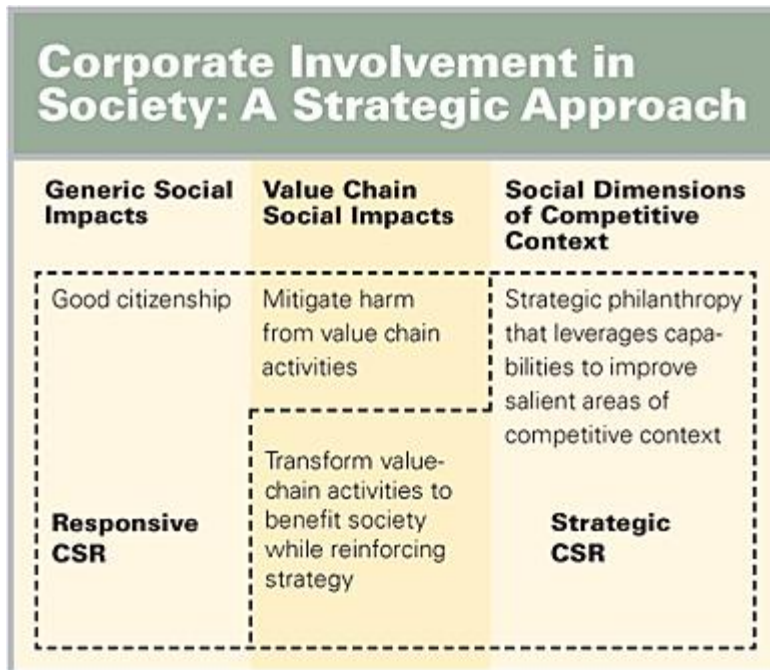 Corporate Involvement in
Society: A Strategic Approach
Generic Social
Impacts
Value Chain
Social Impacts
Social Dimensions
of Competitive
Context
Good citizenship
Mitigate harm
from value chain
activities
Strategic philanthropy
that leverages capa-
bilities to improve
salient areas of
competitive context
Responsive
CSR
Transform value-
chain activities to
benefit society
while reinforcing
strategy
Strategic
CSR